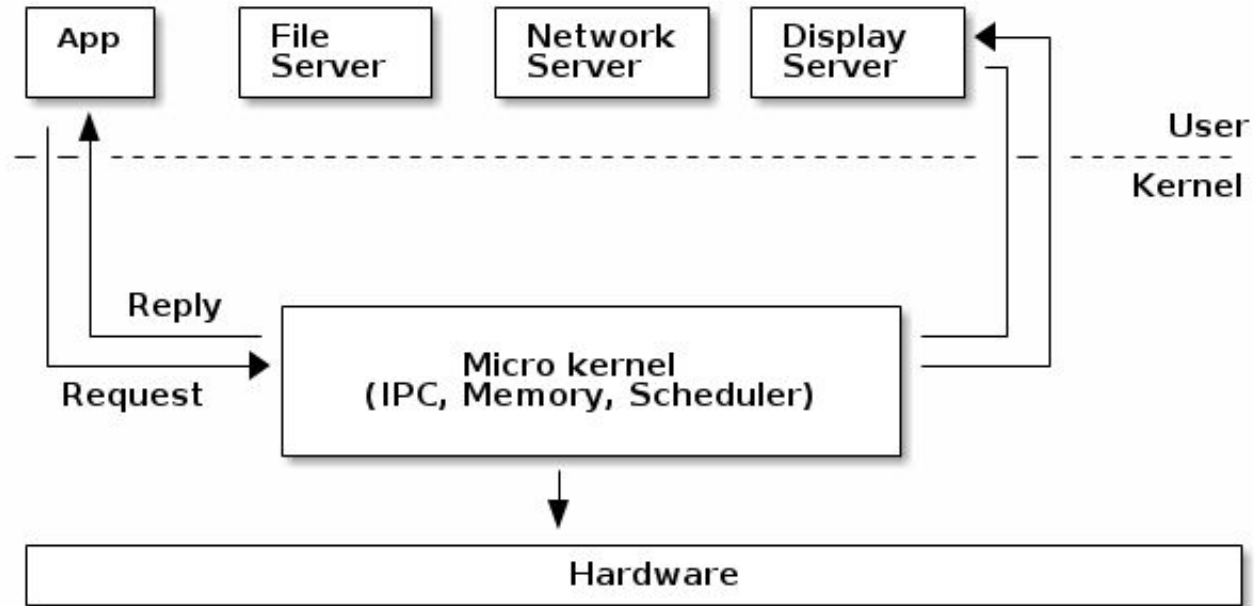 App
File
Server
Network
Server
Display
Server
User
Kernel
Reply
Request
Micro kernel
(IPC, Memory, Scheduler)
Hardware